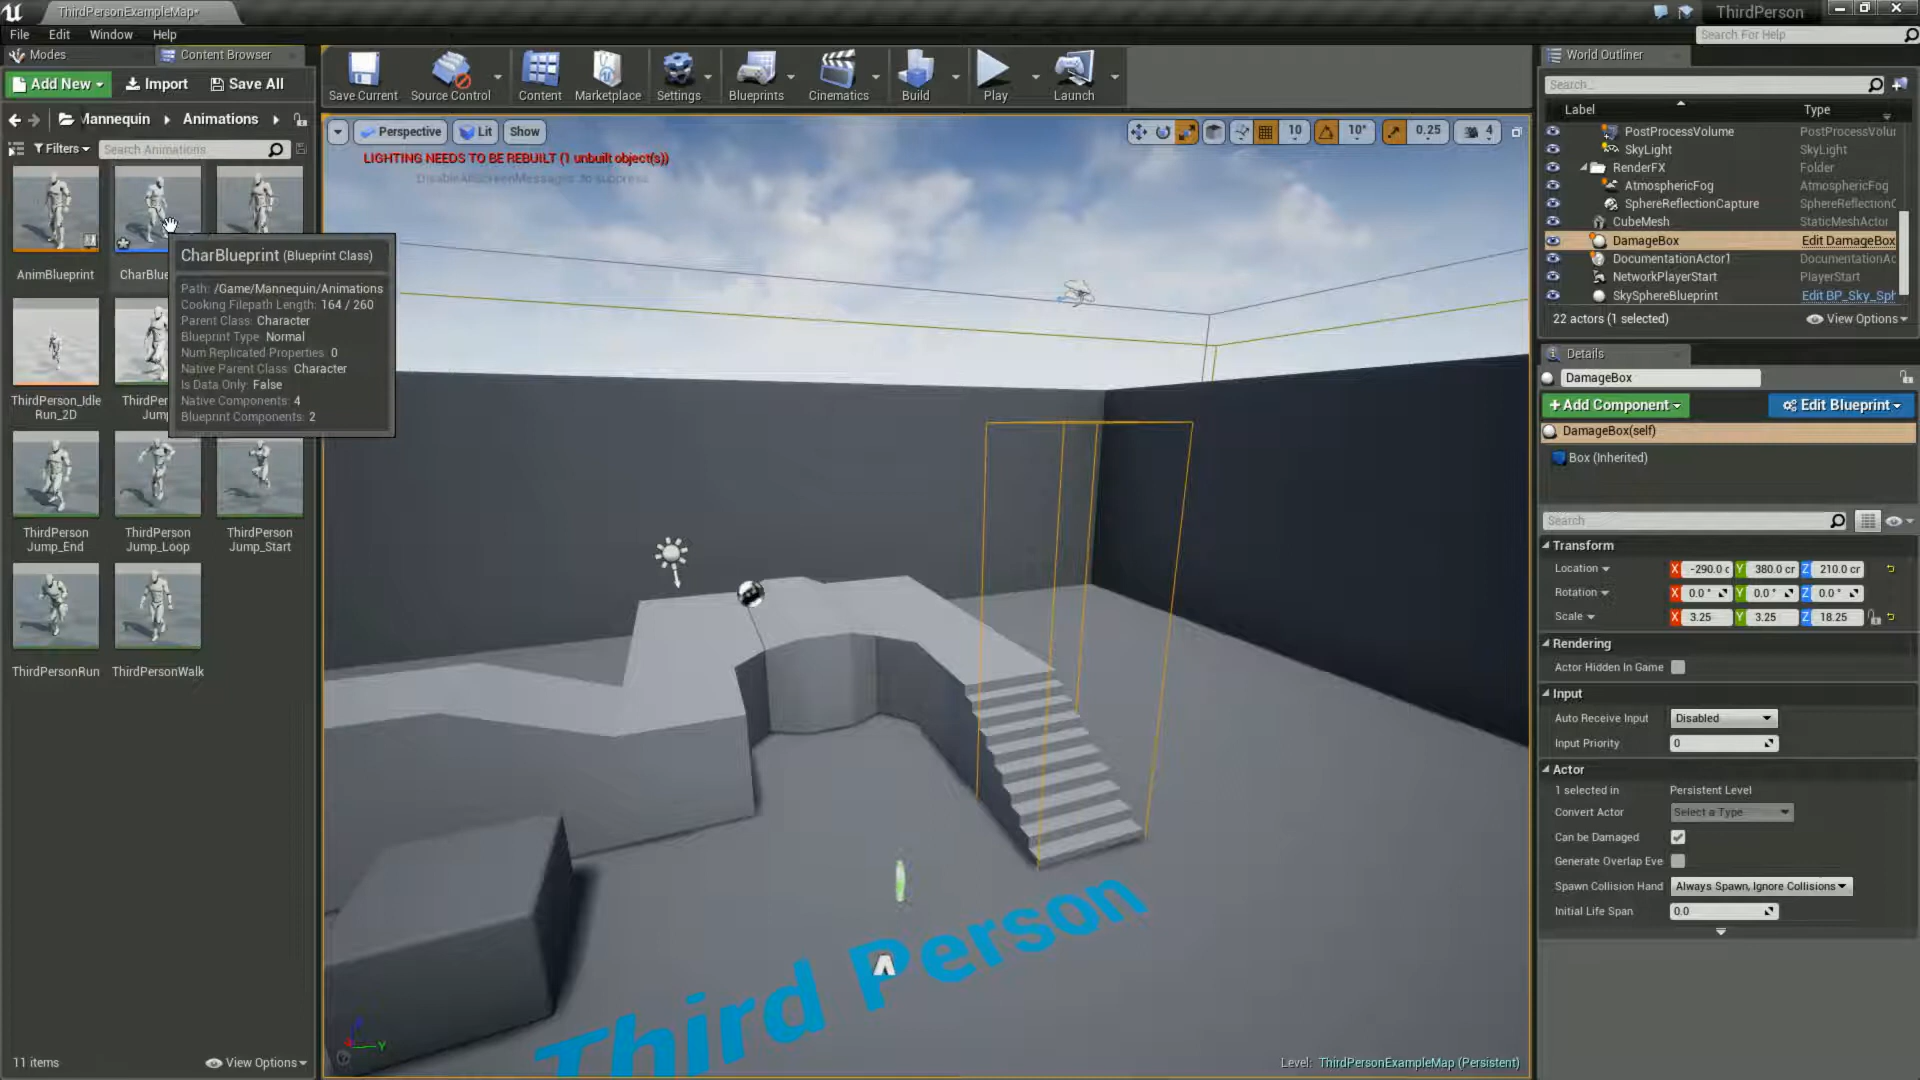 ThirdPersonExampleMap*
ThirdPerson
File Edit Window Help
Search For Help
Modes
Content Browser
Add New
Import
Save All
Mannequin Animations
Filters
Search Animations
AnimBlueprint
CharBlue
CharBlueprint (Blueprint Class)
Path: /Game/Mannequin/Animations
Cooking Filepath Length: 164 / 260
Parent Class: Character
Blueprint Type Normal
Num Replicated Properties: 0
Native Parent Class: Character
Is Data Only: False
Native Components: 4
Blueprint Components: 2
ThirdPerson_Idle
Run_2D
ThirdPer
Jump
ThirdPerson
Jump_End
ThirdPerson
Jump_Loop
ThirdPerson
Jump_Start
ThirdPersonRun
ThirdPersonWalk
11 items
View Options
Save Current
Source Control
Content
Marketplace
Settings
Blueprints
Cinematics
Build
Play
Launch
Perspective
Lit
Show
10
10°
0.25
4
LIGHTING NEEDS TO BE REBUILT (1 unbuilt object(s))
'DisableAllScreenMessages' to suppress
Third Person
Y
Level: ThirdPersonExampleMap (Persistent)
World Outliner
Search...
Label Type
PostProcessVolume PostProcessVolur
SkyLight SkyLight
RenderFX Folder
AtmosphericFog AtmosphericFog
SphereReflectionCapture SphereReflectionC
CubeMesh StaticMeshActor
DamageBox Edit DamageBox
DocumentationActor1 DocumentationAc
NetworkPlayerStart PlayerStart
SkySphereBlueprint Edit BP_Sky_Sph
22 actors (1 selected)
View Options
Details
DamageBox
+Add Component
Edit Blueprint
DamageBox(self)
Box (Inherited)
Search
Transform
Location X -290.0 c Y 380.0 cr Z 210.0 cr
Rotation X 0.0 ° Y 0.0 ° Z 0.0 °
Scale X 3.25 Y 3.25 Z 18.25
Rendering
Actor Hidden In Game
Input
Auto Receive Input Disabled
Input Priority 0
Actor
1 selected in Persistent Level
Convert Actor Select a Type
Can be Damaged
Generate Overlap Eve
Spawn Collision Hand Always Spawn, Ignore Collisions
Initial Life Span 0.0